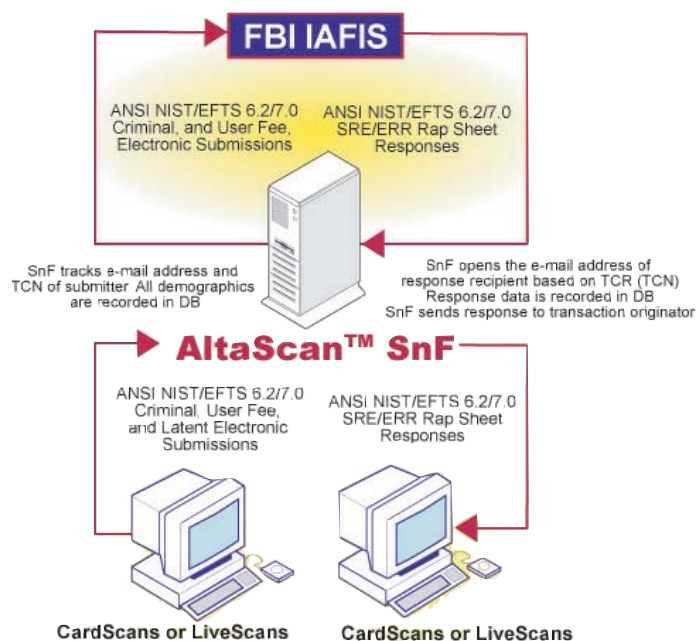 FBI IAFIS
ANSI NIST/EFTS 6.2/7.0
Criminal, and User Fee,
Electronic Submissions
ANSI NIST/EFTS 6.2/7.0
SRE/ERR Rap Sheet
Responses
SnF tracks e-mail address and
TCN of submitter All demographics
are recorded in DB
SnF opens the e-mail address of
response recipient based on TCR (TCN)
Response data is recorded in DB
SnF sends response to transaction originator
AltaScan™ SnF
ANSI NIST/EFTS 6.2/7.0
Criminal, User Fee,
and Latent Electronic
Submissions
ANSI NIST/EFTS 6.2/7.0
SRE/ERR Rap Sheet
Responses
CardScans or LiveScans
CardScans or LiveScans